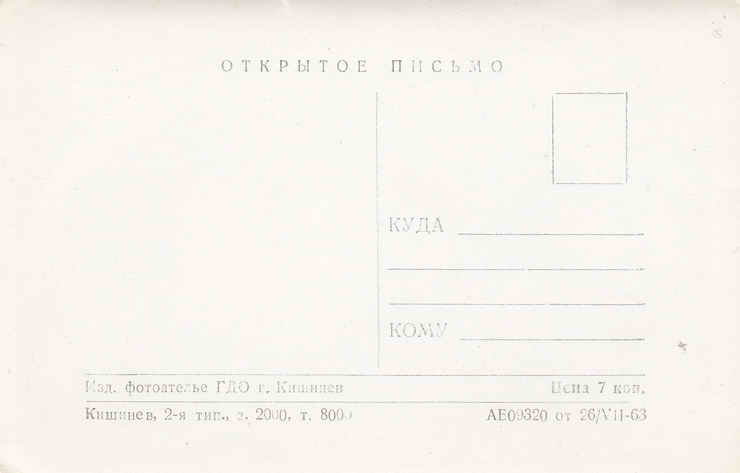 ОТКРЫТОЕ ПИСЬМО
КУДА
КОМУ
Изд. фотоателье ГДО г. Кишинев
Цена 7 коп.
Кишинев, 2-я тип., з. 2000, т. 8000
АБ09320 от 26/VII-63